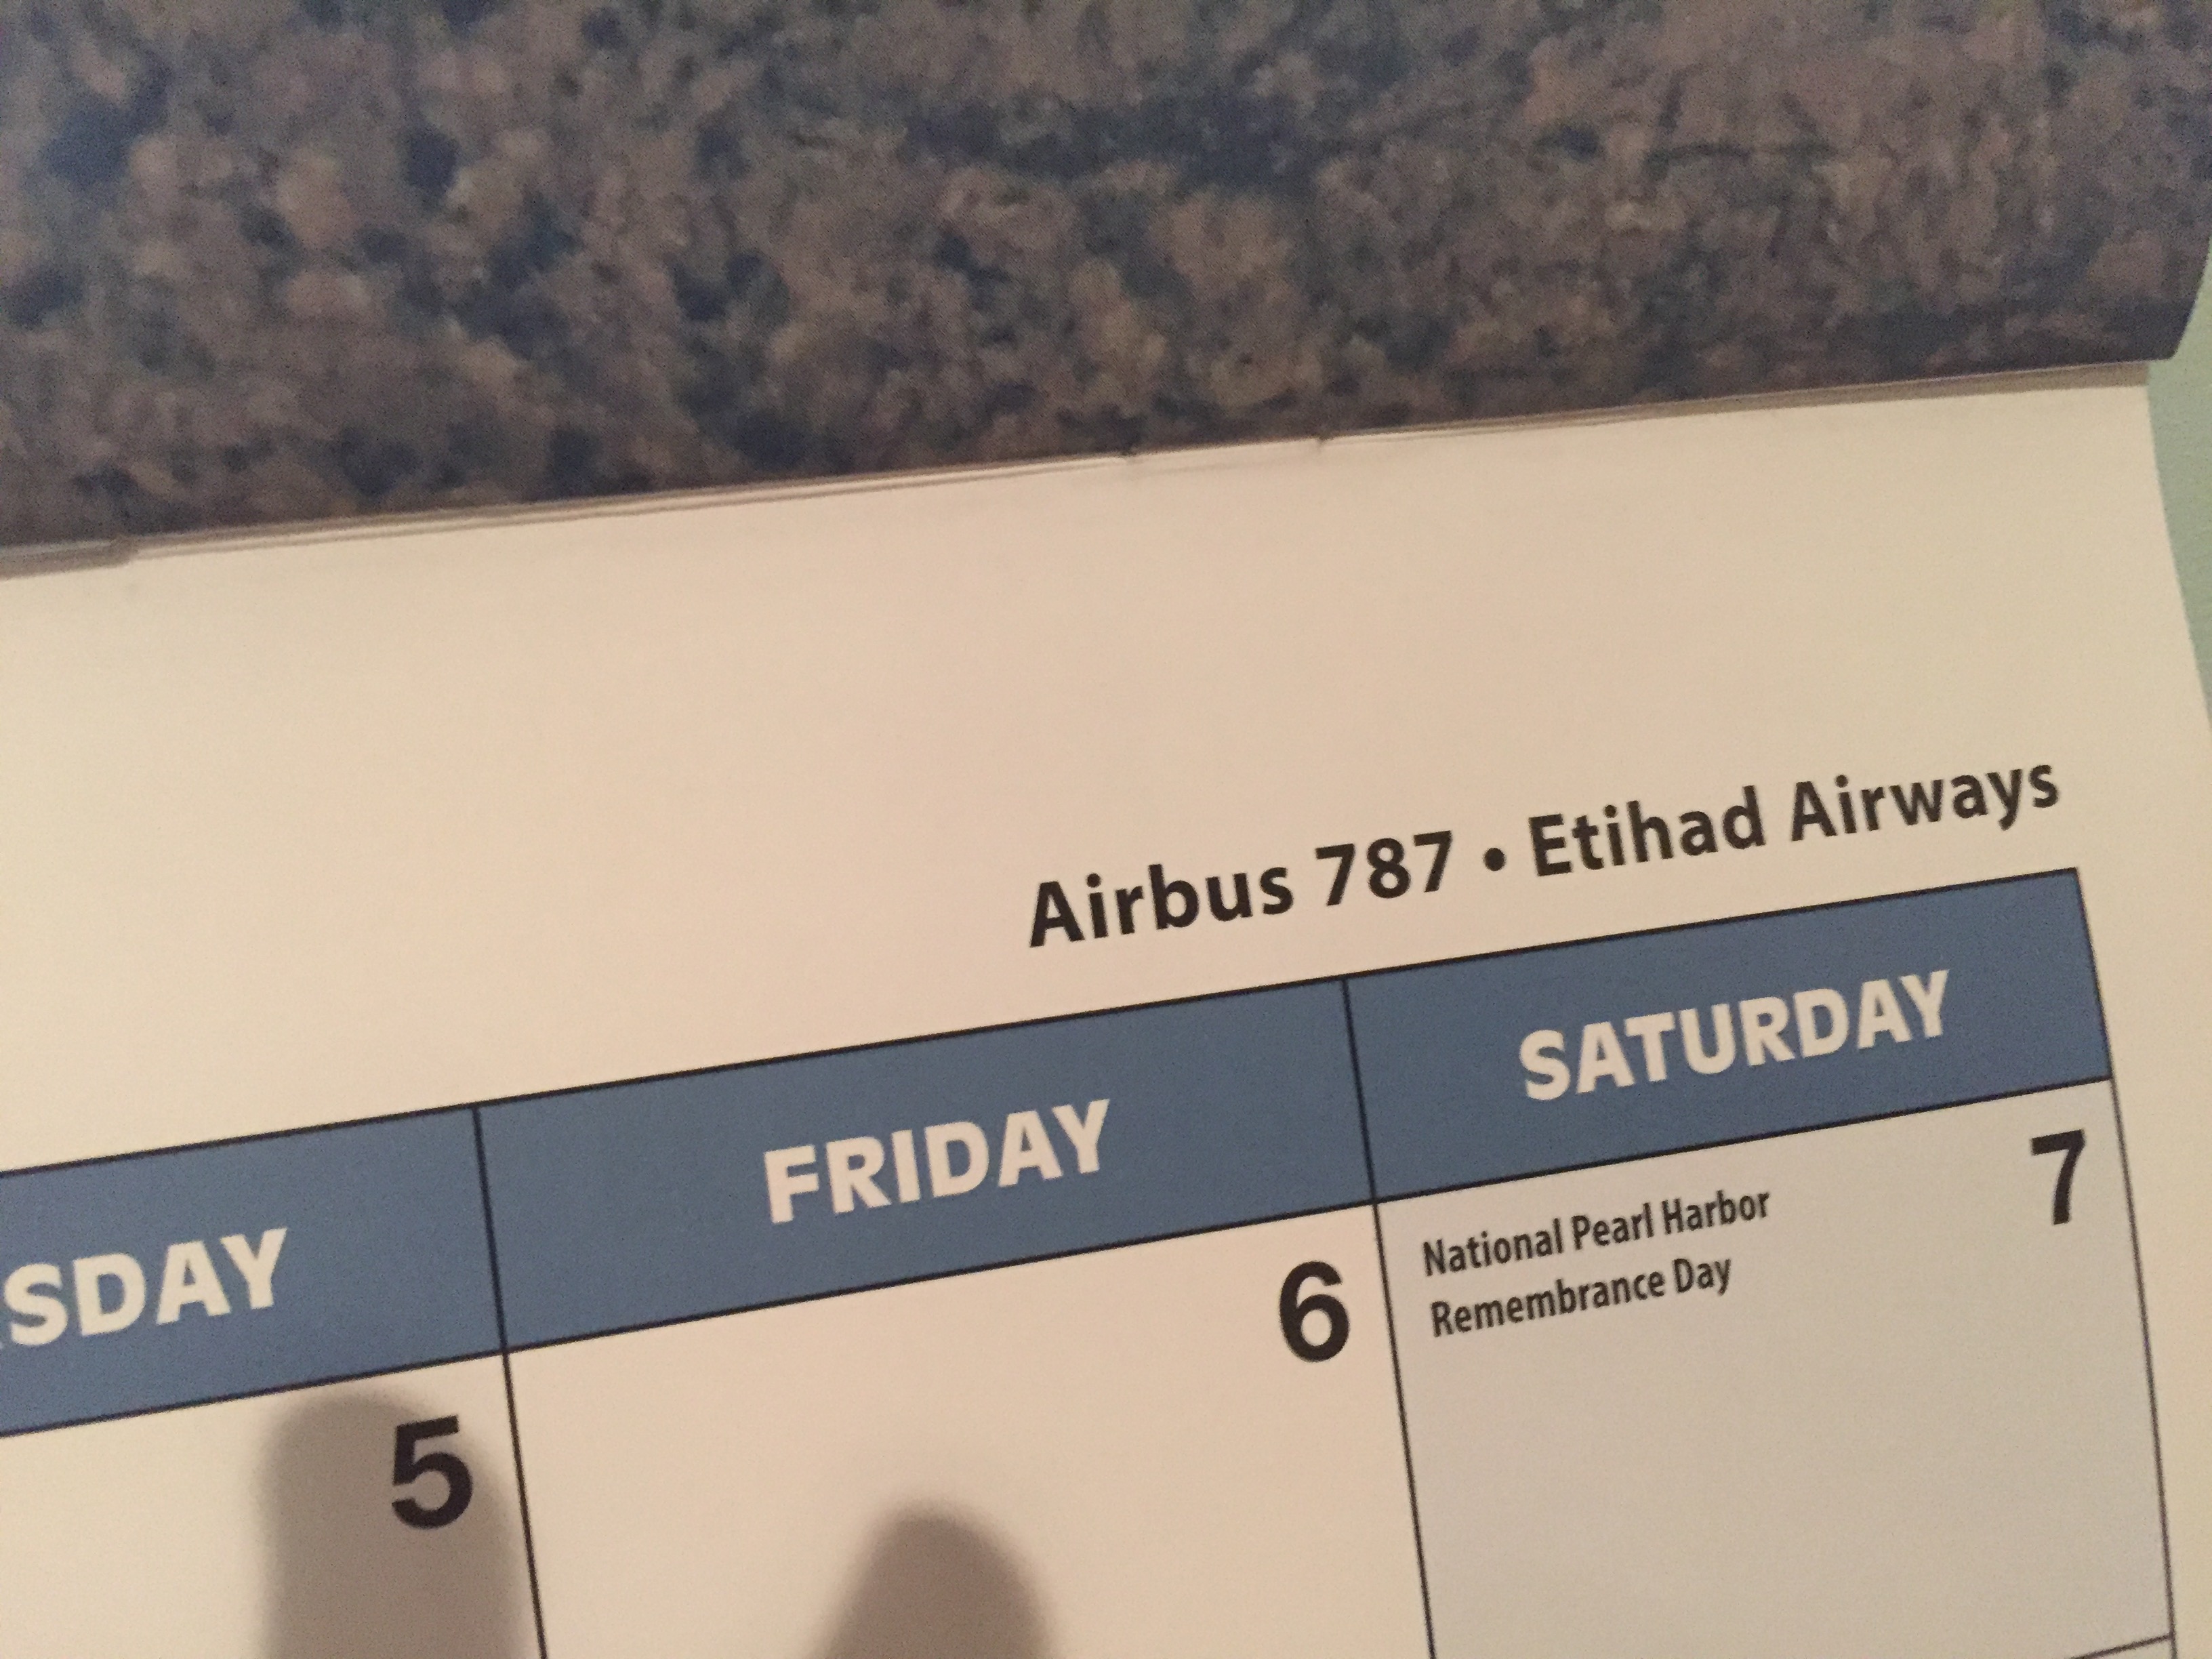 Airbus 787 • Etihad Airways
SDAY FRIDAY SATURDAY
5 6 7
National Pearl Harbor
Remembrance Day